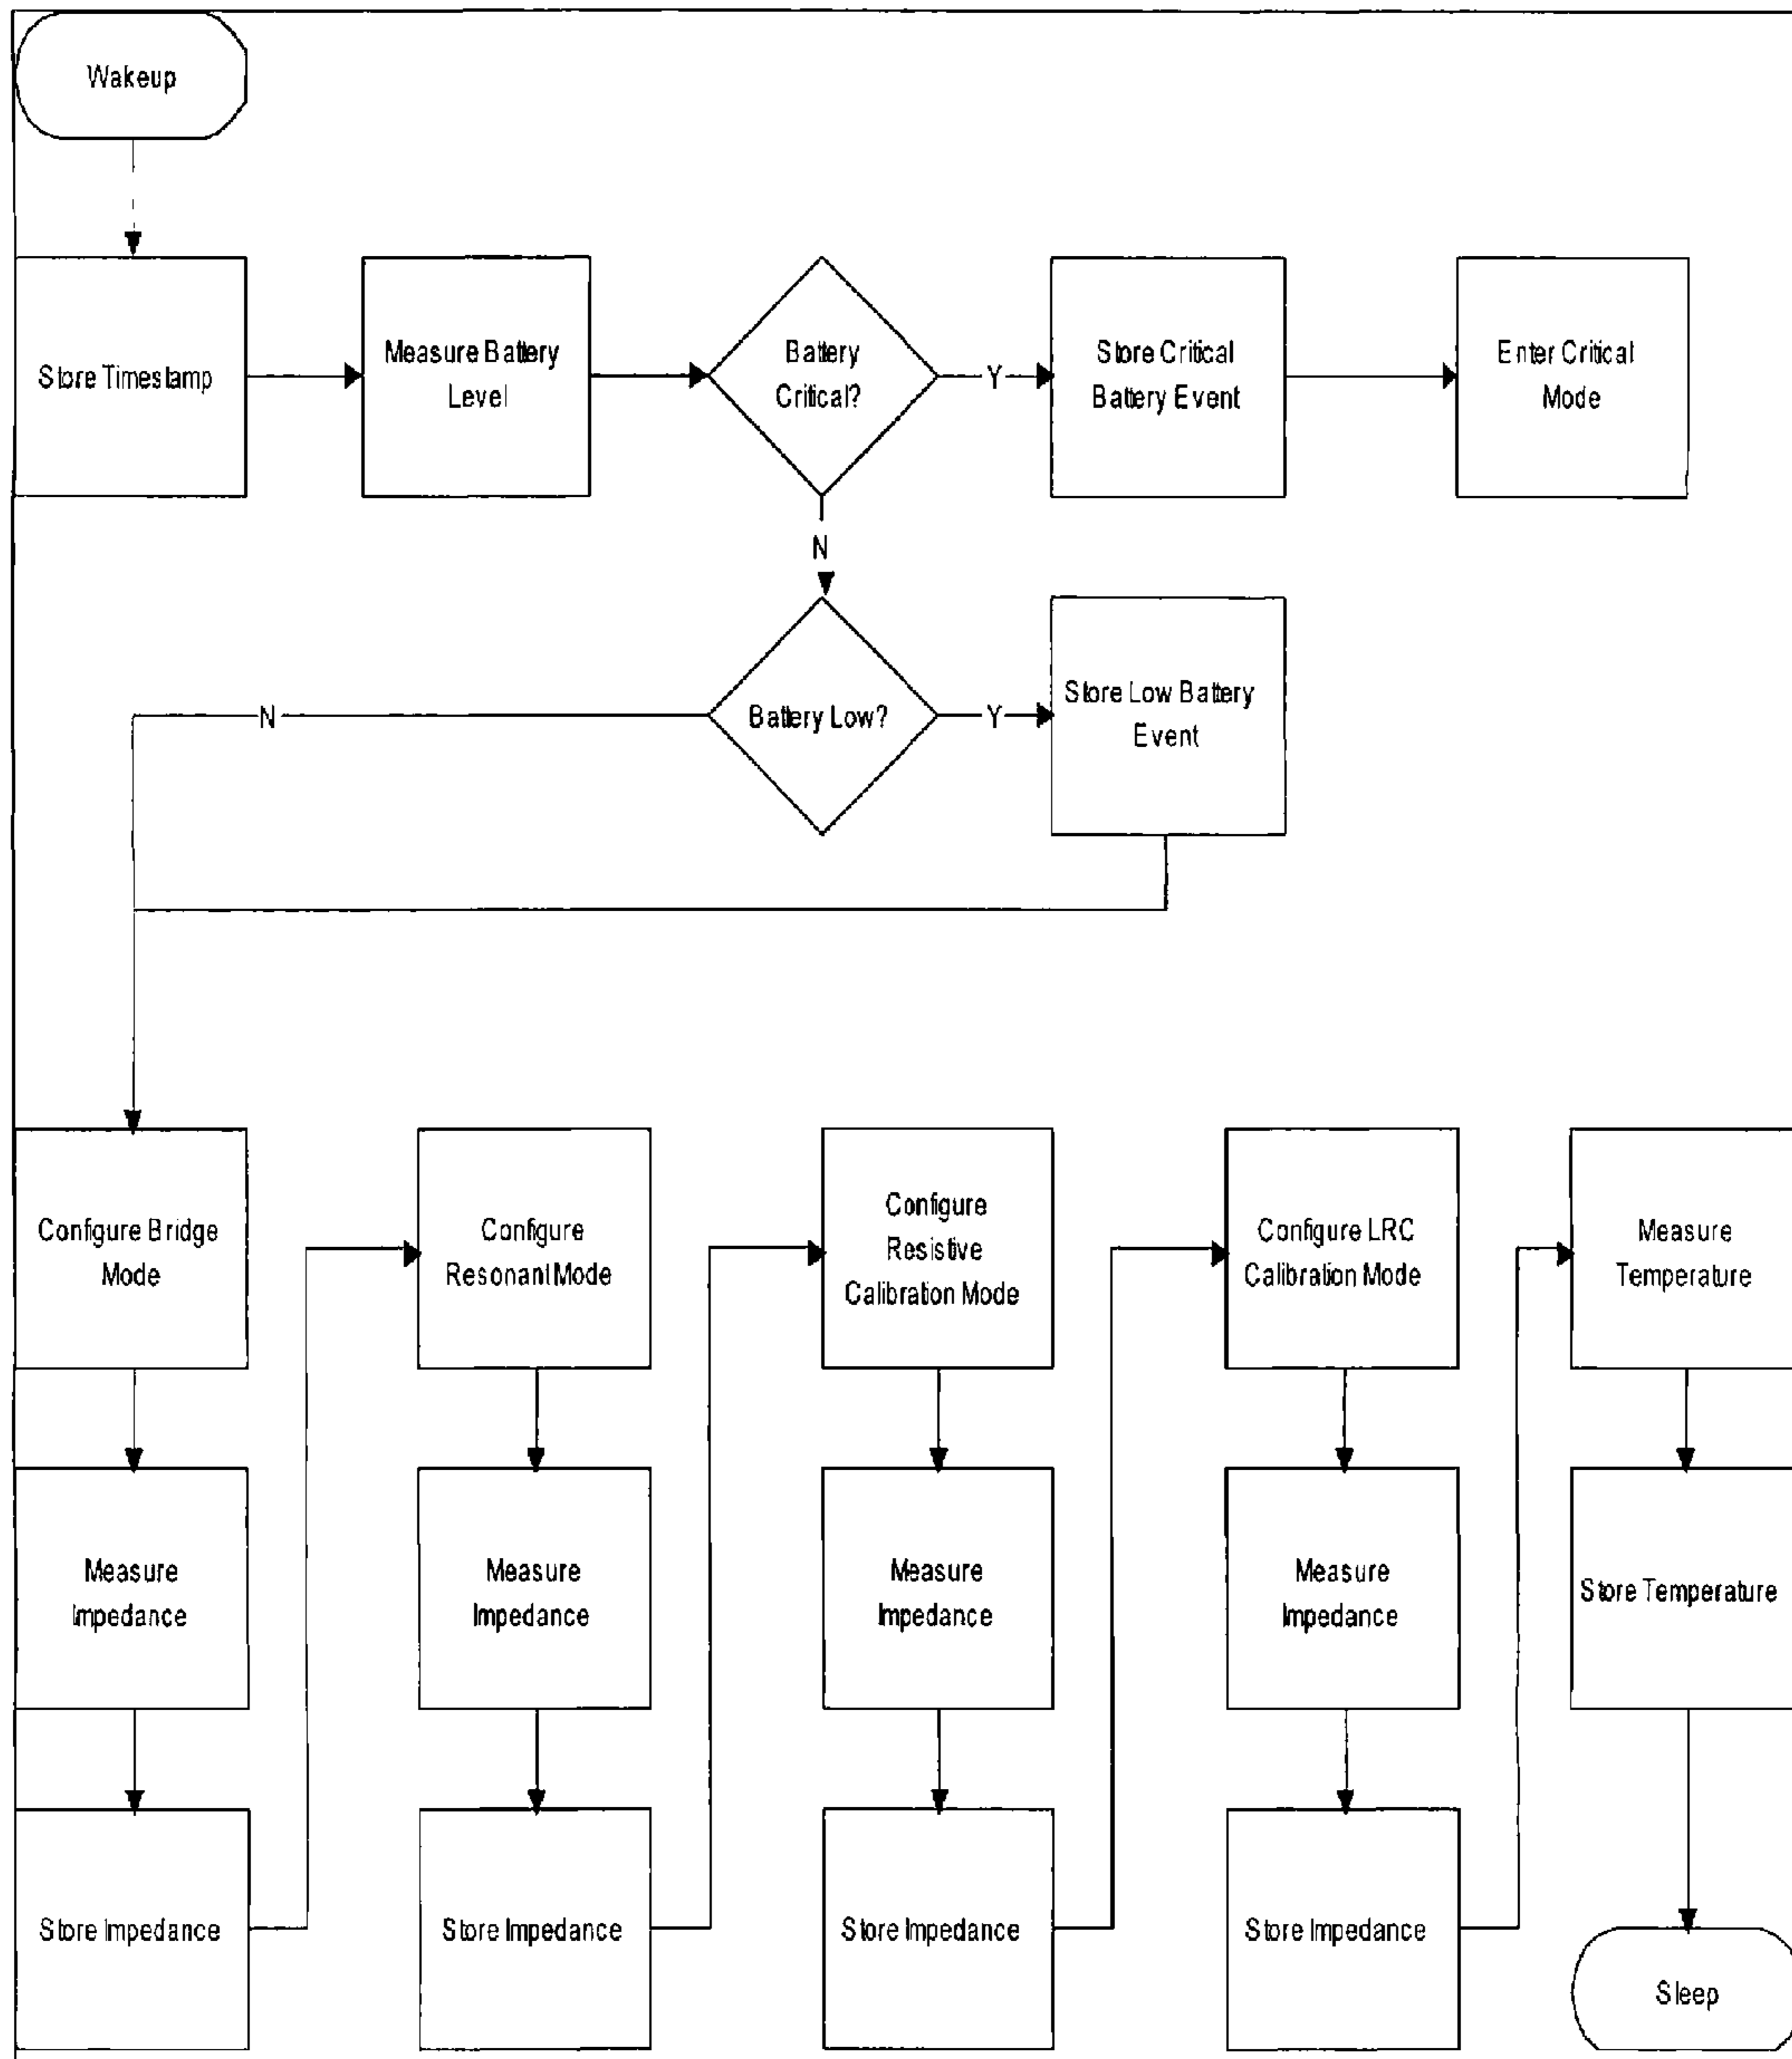 Wakeup
Store Timestamp
Measure Battery
Level
Battery
Critical?
Y
Store Critical
Battery Event
Enter Critical
Mode
N
N
Battery Low?
Y
Store Low Battery
Event
Configure Bridge
Mode
Configure
Resonant Mode
Configure
Resistive
Calibration Mode
Configure LRC
Calibration Mode
Measure
Temperature
Measure
Impedance
Measure
Impedance
Measure
Impedance
Measure
Impedance
Store Temperature
Store Impedance
Store Impedance
Store Impedance
Store Impedance
Sleep